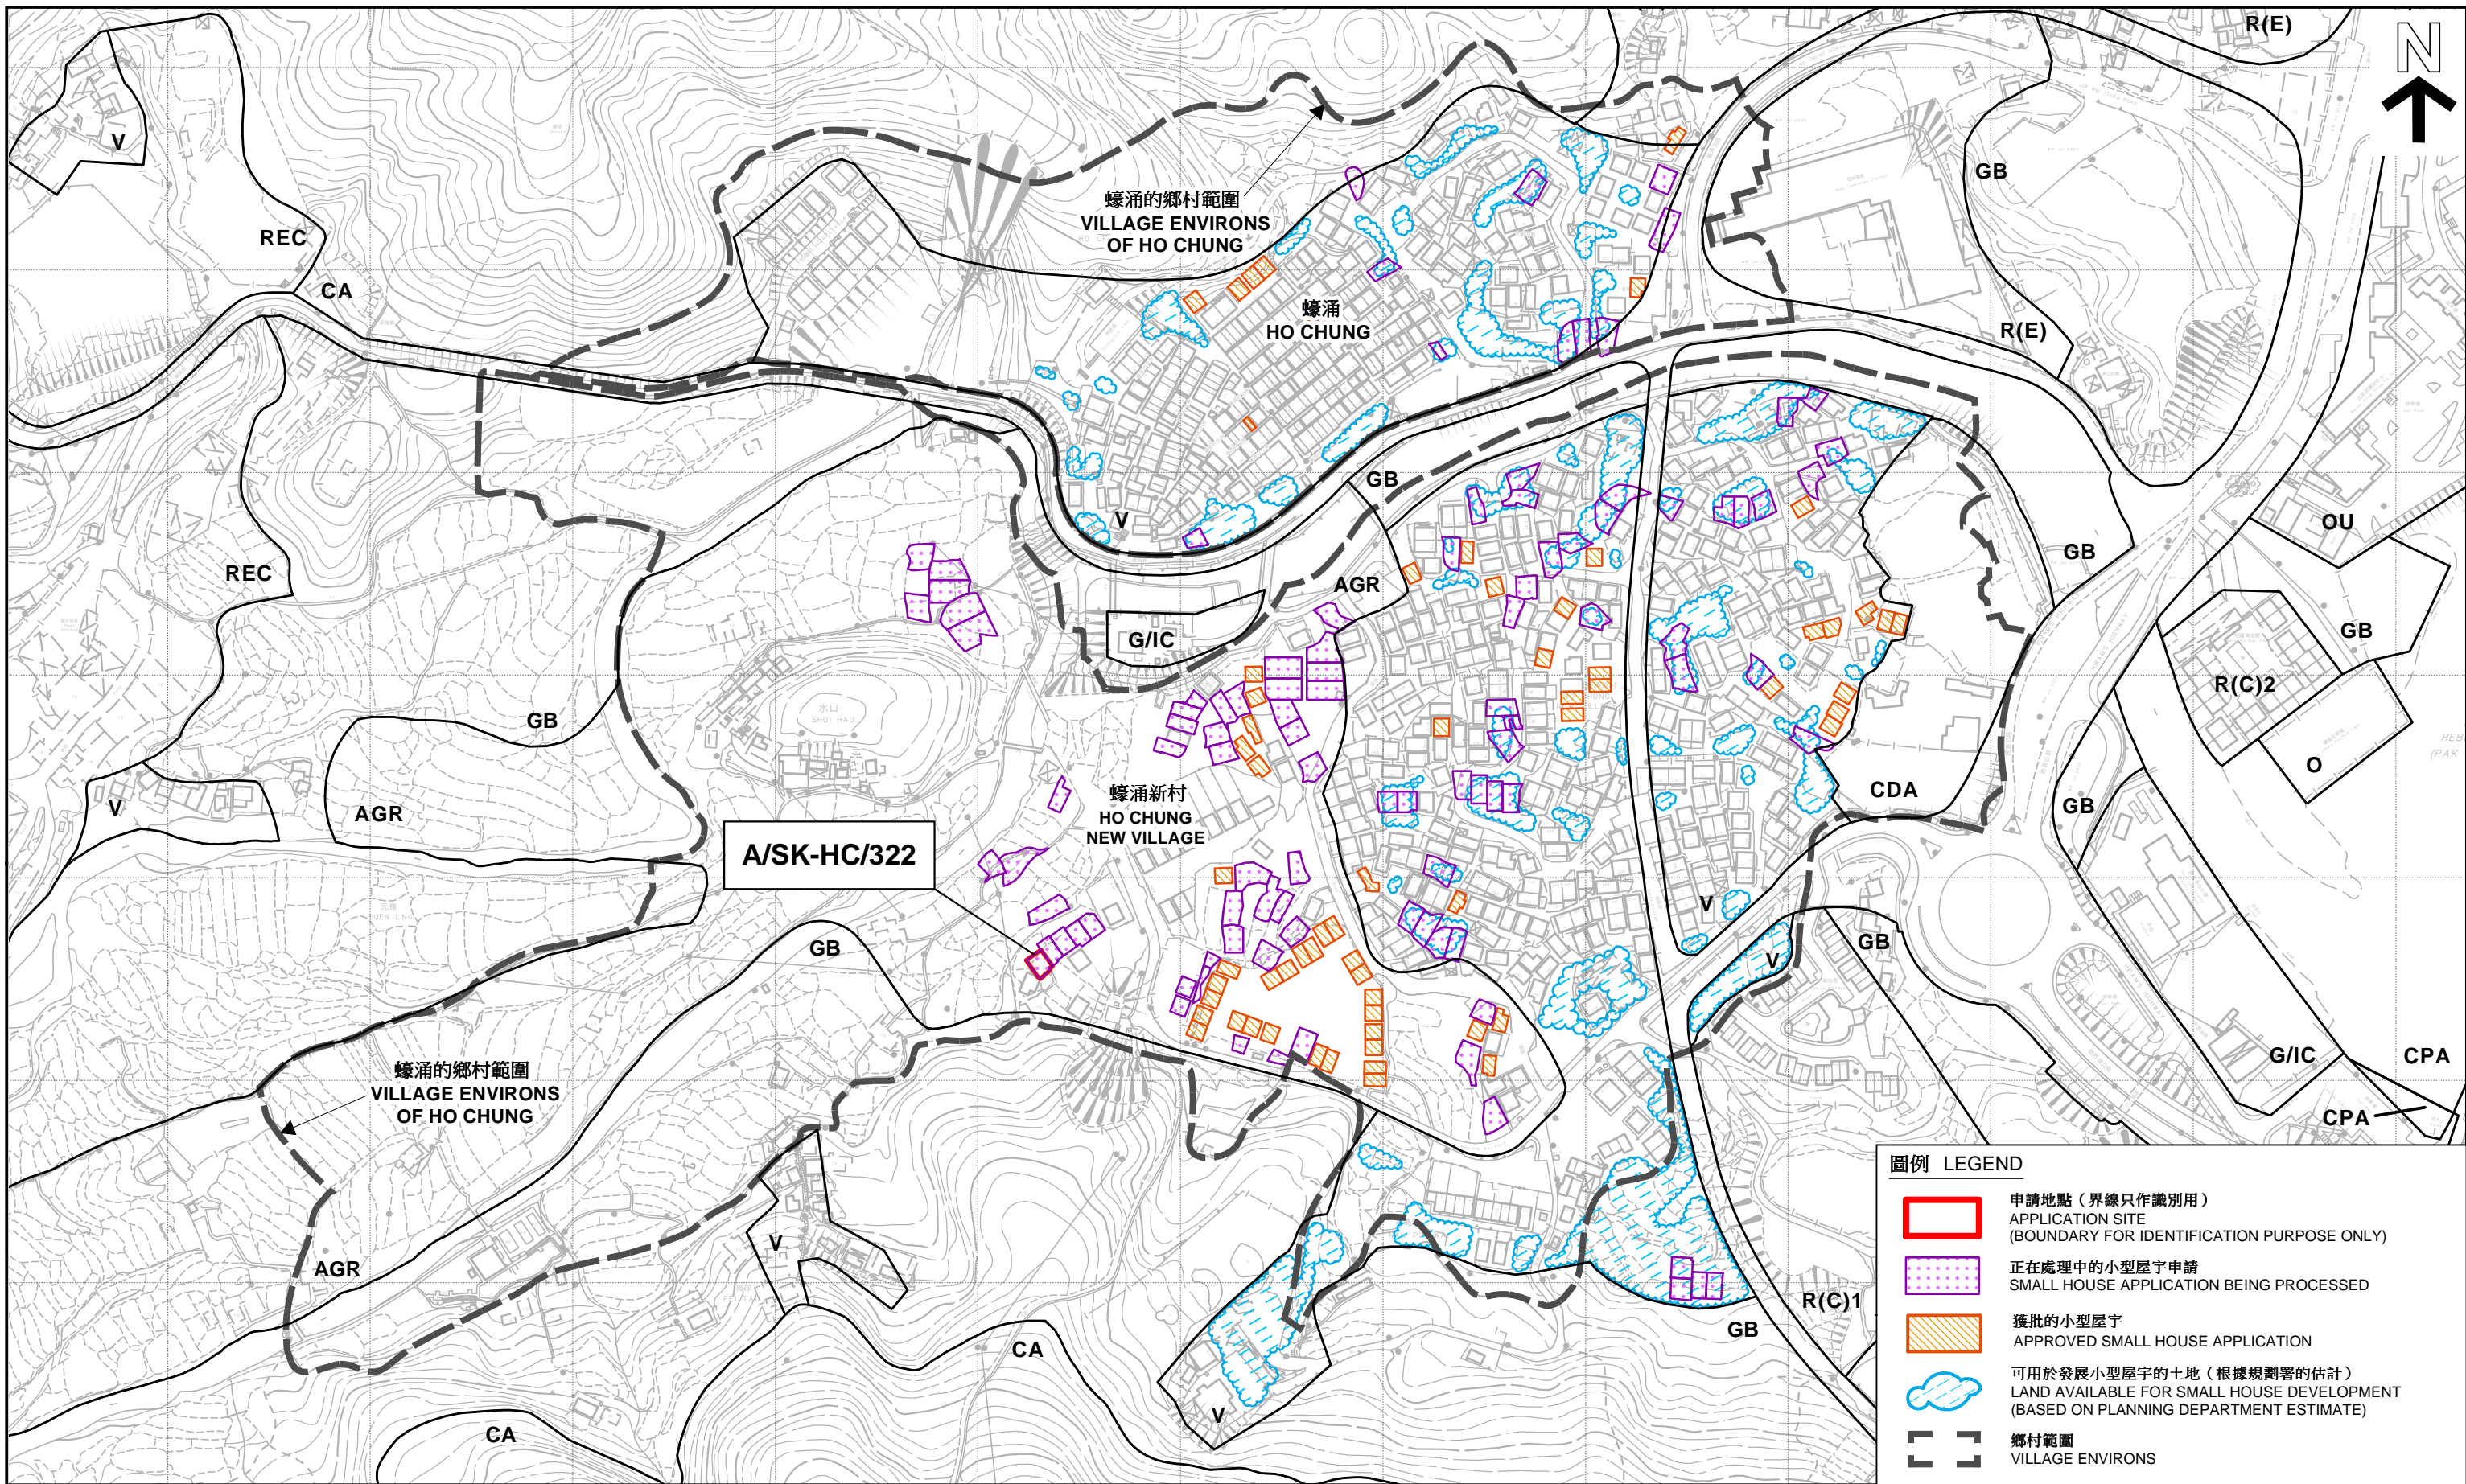 R(E)
N
V
GB
蠔涌的鄉村範圍
VILLAGE ENVIRONS
OF HO CHUNG
REC
CA
蠔涌
HO CHUNG
R(E)
GB
V
OU
REC
GB
AGR
G/IC
GB
水口
SHUI HAU
R(C)2
GB
O
蠔涌新村
HO CHUNG
NEW VILLAGE
CDA
GB
V
AGR
A/SK-HC/322
V
GB
GB
V
蠔涌的鄉村範圍
VILLAGE ENVIRONS
OF HO CHUNG
G/IC
CPA
CPA
V
AGR
R(C)1
GB
CA
V
CA
圖例 LEGEND
申請地點（界線只作識別用）
APPLICATION SITE
(BOUNDARY FOR IDENTIFICATION PURPOSE ONLY)
正在處理中的小型屋宇申請
SMALL HOUSE APPLICATION BEING PROCESSED
獲批的小型屋宇
APPROVED SMALL HOUSE APPLICATION
可用於發展小型屋宇的土地（根據規劃署的估計）
LAND AVAILABLE FOR SMALL HOUSE DEVELOPMENT
(BASED ON PLANNING DEPARTMENT ESTIMATE)
鄉村範圍
VILLAGE ENVIRONS